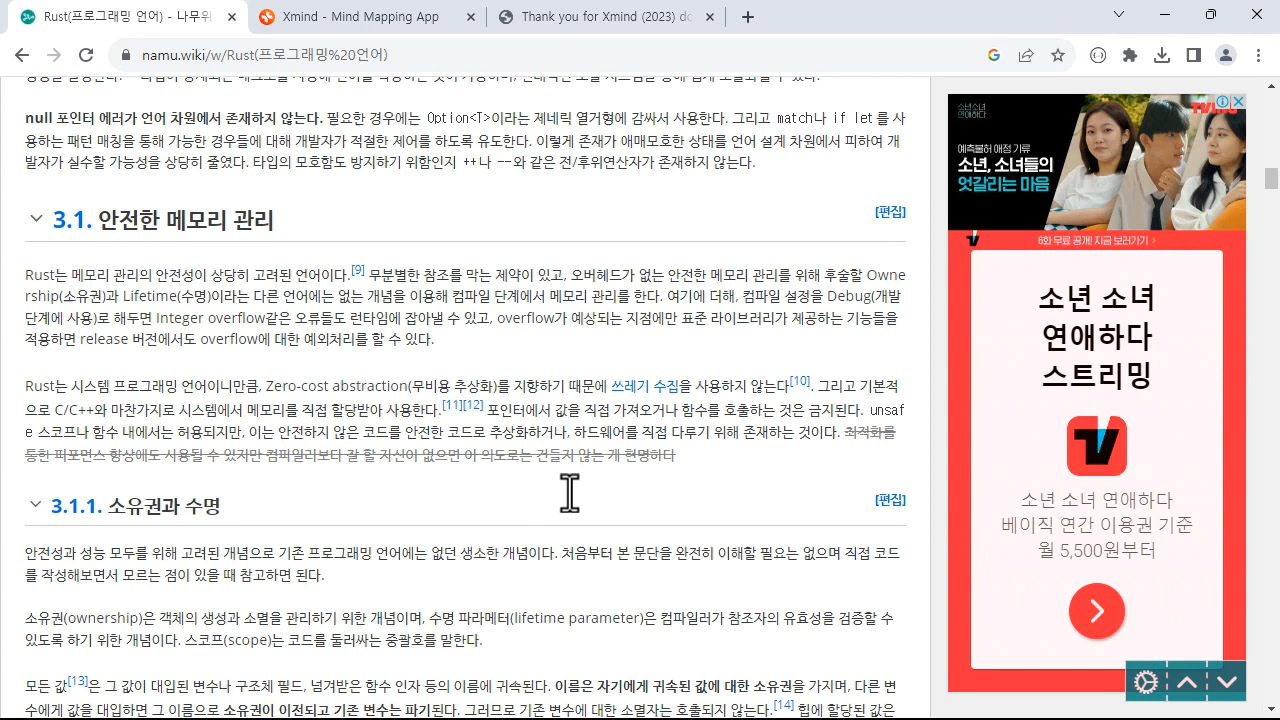 Rust(프로그래밍 언어) - 나무위
Xmind - Mind Mapping App
Thank you for Xmind (2023) do
namu.wiki/w/Rust(프로그래밍%20언어)
null 포인터 에러가 언어 차원에서 존재하지 않는다. 필요한 경우에는 Option<T>이라는 제네릭 열거형에 감싸서 사용한다. 그리고 match나 if let를 사
용하는 패턴 매칭을 통해 가능한 경우들에 대해 개발자가 적절한 처리를 하도록 유도한다. 이렇게 존재가 애매모호한 상태를 언어 설계 차원에서 피하여 개
발자가 실수할 가능성을 상당히 줄였다. 타입의 모호함도 방지하기 위함인지 ++나 --와 같은 전/후위연산자가 존재하지 않는다.
3.1. 안전한 메모리 관리
[편집]
Rust는 메모리 관리의 안전성이 상당히 고려된 언어이다.[9] 무분별한 참조를 막는 제약이 있고, 오버헤드가 없는 안전한 메모리 관리를 위해 후술할 Owne
rship(소유권)과 Lifetime(수명)이라는 다른 언어에는 없는 개념을 이용해 컴파일 단계에서 메모리 관리를 한다. 여기에 더해, 컴파일 설정을 Debug(개발
단계에 사용)로 해두면 Integer overflow같은 오류들도 런타임에 잡아낼 수 있고, overflow가 예상되는 지점에만 표준 라이브러리가 제공하는 기능들을
적용하면 release 버전에서도 overflow에 대한 예외처리를 할 수 있다.
Rust는 시스템 프로그래밍 언어이니만큼, Zero-cost abstraction(무비용 추상화)를 지향하기 때문에 쓰레기 수집을 사용하지 않는다[10]. 그리고 기본적
으로 C/C++와 마찬가지로 시스템에서 메모리를 직접 할당받아 사용한다.[11][12] 포인터에서 값을 직접 가져오거나 함수를 호출하는 것은 금지된다. unsaf
e 스코프나 함수 내에서는 허용되지만, 이는 안전하지 않은 코드를 안전한 코드로 추상화하거나, 하드웨어를 직접 다루기 위해 존재하는 것이다. 최적화를
통한 퍼포먼스 향상에도 사용될 수 있지만 컴파일러보다 잘 할 자신이 없으면 이 의도로는 건들지 않는 게 현명하다
3.1.1. 소유권과 수명
[편집]
안전성과 성능 모두를 위해 고려된 개념으로 기존 프로그래밍 언어에는 없던 생소한 개념이다. 처음부터 본 문단을 완전히 이해할 필요는 없으며 직접 코드
를 작성해보면서 모르는 점이 있을 때 참고하면 된다.
소유권(ownership)은 객체의 생성과 소멸을 관리하기 위한 개념이며, 수명 파라메터(lifetime parameter)은 컴파일러가 참조자의 유효성을 검증할 수
있도록 하기 위한 개념이다. 스코프(scope)는 코드를 둘러싸는 중괄호를 말한다.
모든 값[13]은 그 값이 대입된 변수나 구조체 필드, 넘겨받은 함수 인자 등의 이름에 귀속된다. 이름은 자기에게 귀속된 값에 대한 소유권을 가지며, 다른 변
수에게 값을 대입하면 그 이름으로 소유권이 이전되고 기존 변수는 파기된다. 그러므로 기존 변수에 대한 소멸자는 호출되지 않는다.[14] 힙에 할당된 값은
소년소녀
연애하다
예측불허 애정 기류
소년, 소녀들의
엇갈리는 마음
6화 무료 공개! 지금 보러가기 >
소년 소녀
연애하다
스트리밍
소년 소녀 연애하다
베이직 연간 이용권 기준
월 5,500원부터